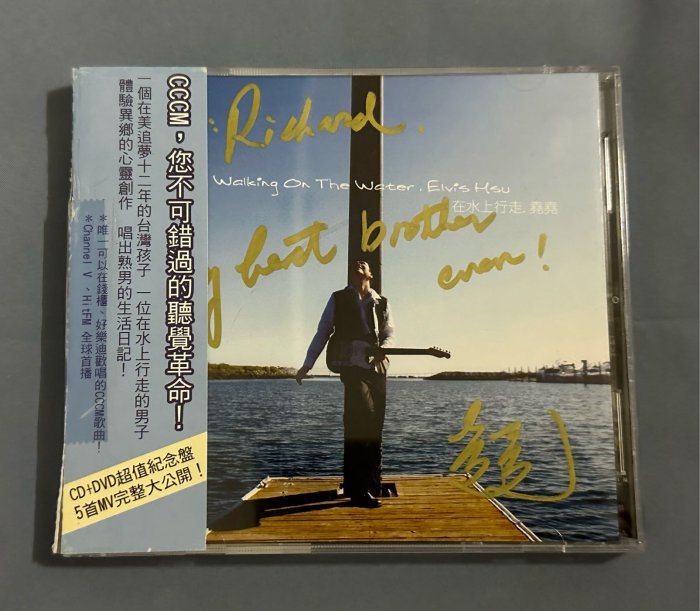 CCCM，您不可錯過的聽覺革命！
一個在美追夢十二年的台灣孩子 一位在水上行走的男子
體驗異鄉的心靈創作 唱出熟男的生活日記！
＊唯一可以在錢櫃、好樂迪歡唱的CCCM歌曲！
＊Channel V 、HitFM 全球首播
CD+DVD超值紀念盤
5首MV完整大公開！
:Richard.
Walking On The Water . Elvis Hsu
在水上行走. 堯堯
best brother
ever!